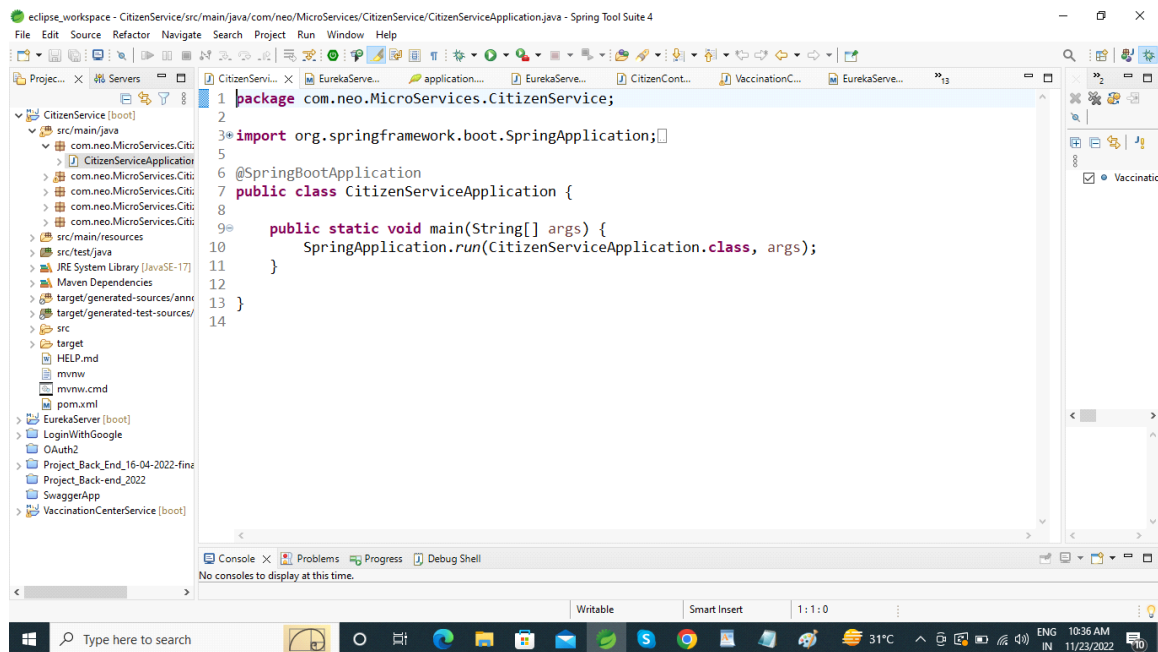 eclipse_workspace - CitizenService/src/main/java/com/neo/MicroServices/CitizenService/CitizenServiceApplication.java - Spring Tool Suite 4
File Edit Source Refactor Navigate Search Project Run Window Help
Projec... Servers
CitizenServi... EurekaServe... application.... EurekaServe... CitizenCont... VaccinationC... EurekaServe... »13
»2
CitizenService [boot]
src/main/java
com.neo.MicroServices.Citiz
CitizenServiceApplication
com.neo.MicroServices.Citiz
com.neo.MicroServices.Citiz
com.neo.MicroServices.Citiz
com.neo.MicroServices.Citiz
src/main/resources
src/test/java
JRE System Library [JavaSE-17]
Maven Dependencies
target/generated-sources/anno
target/generated-test-sources/
src
target
HELP.md
mvnw
mvnw.cmd
pom.xml
EurekaServer [boot]
LoginWithGoogle
OAuth2
Project_Back_End_16-04-2022-fina
Project_Back-end_2022
SwaggerApp
VaccinationCenterService [boot]
1 package com.neo.MicroServices.CitizenService;
2
3 import org.springframework.boot.SpringApplication;
5
6 @SpringBootApplication
7 public class CitizenServiceApplication {
8
9 public static void main(String[] args) {
10 SpringApplication.run(CitizenServiceApplication.class, args);
11 }
12
13 }
14
Vaccinatic
Console Problems Progress Debug Shell
No consoles to display at this time.
Writable Smart Insert 1 : 1 : 0
Type here to search
31°C
ENG
IN
10:36 AM
11/23/2022
10